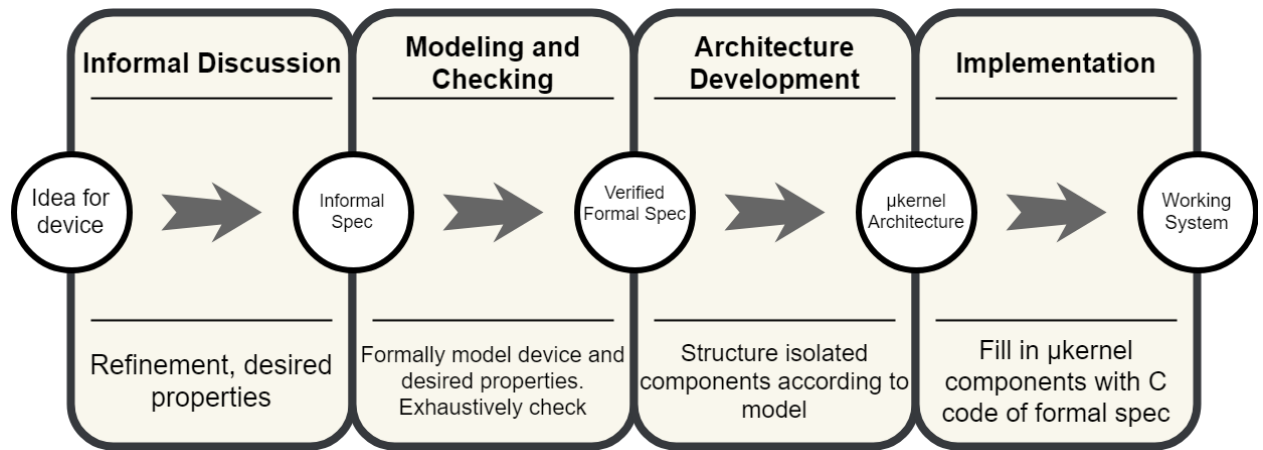 Informal Discussion
Modeling and
Checking
Architecture
Development
Implementation
Idea for
device
Informal
Spec
Verified
Formal Spec
µkernel
Architecture
Working
System
Refinement, desired
properties
Formally model device and
desired properties.
Exhaustively check
Structure isolated
components according to
model
Fill in µkernel
components with C
code of formal spec